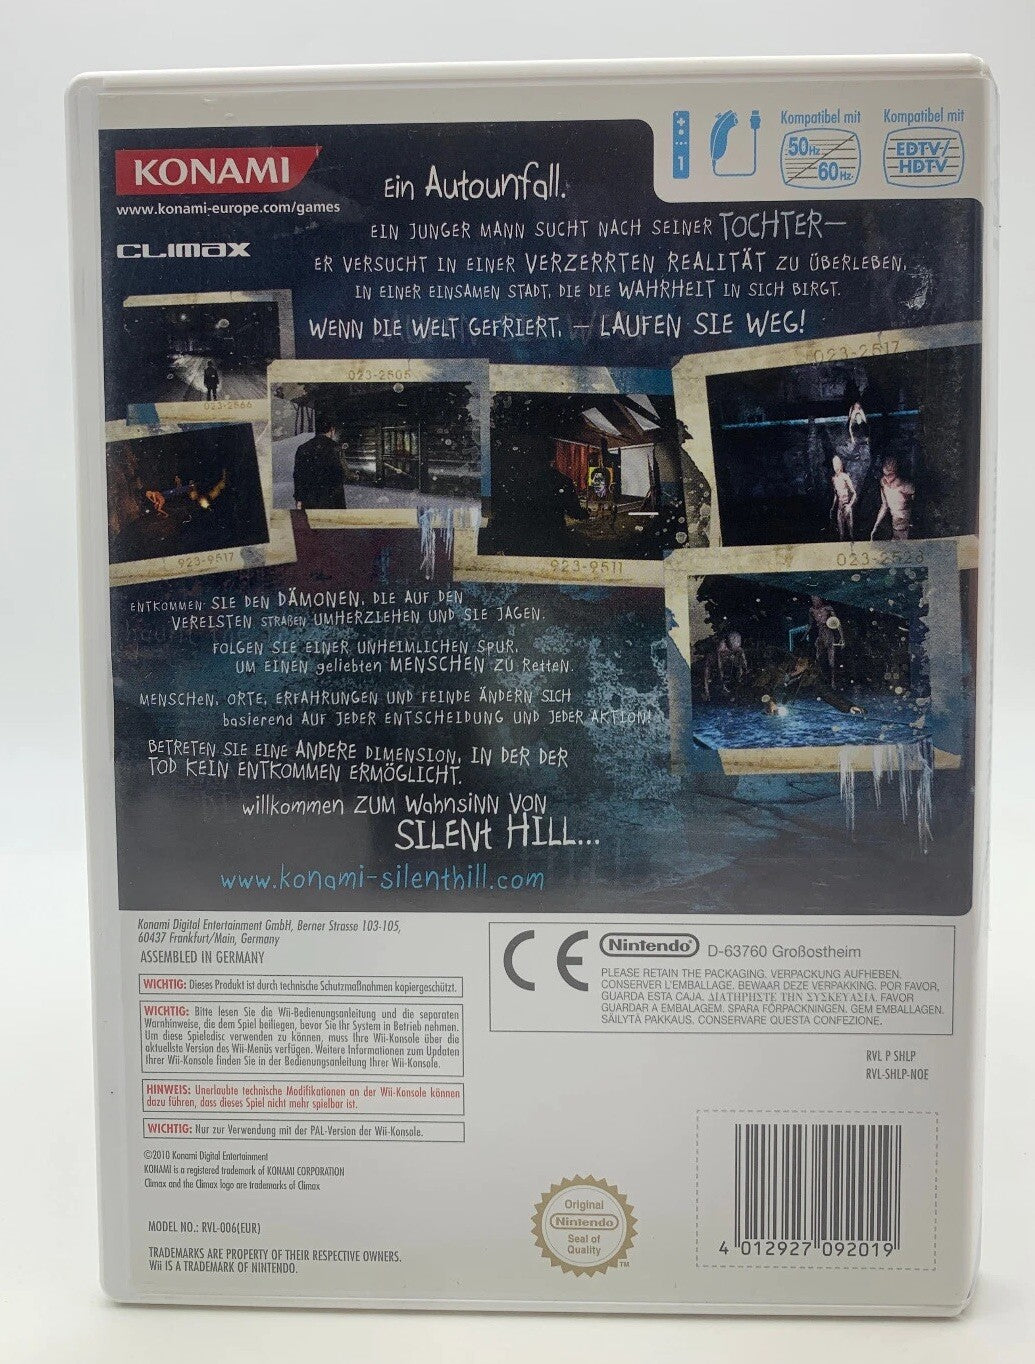 KONAMI
www.konami-europe.com/games
CLIMAX
1
Kompatibel mit
50Hz
60Hz
Kompatibel mit
EDTV/
HDTV
Ein Autounfall.
EIN JUNGER MANN SUCHT NACH SEINER TOCHTER—
ER VERSUCHT IN EINER VERZERRTEN REALITÄT ZU ÜBERLEBEN,
IN EINER EINSAMEN STADT, DIE DIE WAHRHEIT IN SICH BIRGT.
WENN DIE WELT GEFRIERT, – LAUFEN SIE WEG!
023-2566
023-2505
023-2517
923-9517
923-9511
ENTKOMMEN SIE DEN DÄMONEN, DIE AUF DEN
VEREISTEN STRAßEN UMHERZIEHEN UND SIE JAGEN.
FOLGEN SIE EINER UNHEIMLICHEN SPUR,
UM EINEN geliebten MENSCHEN ZU RetteN.
MENSCHeN, ORTE, ERFAHRUNGEN UND FEINDE ÄNDERN SICH
basierend AUF JEDER ENTSCHEIDUNG UND JEDER AKTION!
BETRETEN SIE EINE ANDERE DIMENSION, IN DER DER
TOD KEIN ENTKOMMEN ERMÖGLICHT.
willkommen ZUM WahnsiNN VON
SILENt HILL...
www.konami-silenthill.com
Konami Digital Entertainment GmbH, Berner Strasse 103-105,
60437 Frankfurt/Main, Germany
ASSEMBLED IN GERMANY
WICHTIG: Dieses Produkt ist durch technische Schutzmaßnahmen kopiergeschützt.
WICHTIG: Bitte lesen Sie die Wii-Bedienungsanleitung und die separaten
Warnhinweise, die dem Spiel beiliegen, bevor Sie Ihr System in Betrieb nehmen.
Um diese Spieledisc verwenden zu können, muss Ihre Wii-Konsole über die
aktuellste Version des Wii-Menüs verfügen. Weitere Informationen zum Updaten
Ihrer Wii-Konsole finden Sie in der Bedienungsanleitung Ihrer Wii-Konsole.
HINWEIS: Unerlaubte technische Modifikationen an der Wii-Konsole können
dazu führen, dass dieses Spiel nicht mehr spielbar ist.
WICHTIG: Nur zur Verwendung mit der PAL-Version der Wii-Konsole.
©2010 Konami Digital Entertainment
KONAMI is a registered trademark of KONAMI CORPORATION
Climax and the Climax logo are trademarks of Climax
MODEL NO.: RVL-006(EUR)
TRADEMARKS ARE PROPERTY OF THEIR RESPECTIVE OWNERS.
Wii IS A TRADEMARK OF NINTENDO.
CE
Nintendo® D-63760 Großostheim
PLEASE RETAIN THE PACKAGING. VERPACKUNG AUFHEBEN.
CONSERVER L'EMBALLAGE. BEWAAR DEZE VERPAKKING. POR FAVOR,
GUARDA ESTA CAJA. ΔΙΑΤΗΡΗΣΤΕ ΤΗΝ ΣΥΣΚΕΥΑΣΙΑ. FAVOR
GUARDAR A EMBALAGEM. SPARA FÖRPACKNINGEN. GEM EMBALLAGEN.
SÄILYTÄ PAKKAUS. CONSERVARE QUESTA CONFEZIONE.
RVL P SHLP
RVL-SHLP-NOE
Original
Nintendo
Seal of
Quality
TM
4 012927 092019